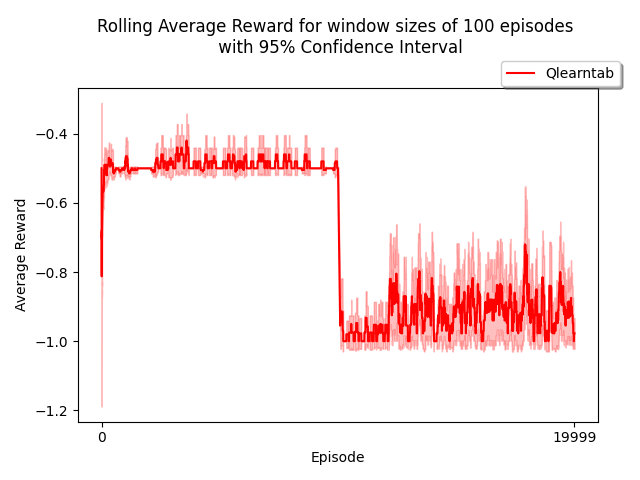 Rolling Average Reward for window sizes of 100 episodes
with 95% Confidence Interval
Qlearntab
−0.4
−0.6
−0.8
−1.0
−1.2
Average Reward
0
19999
Episode